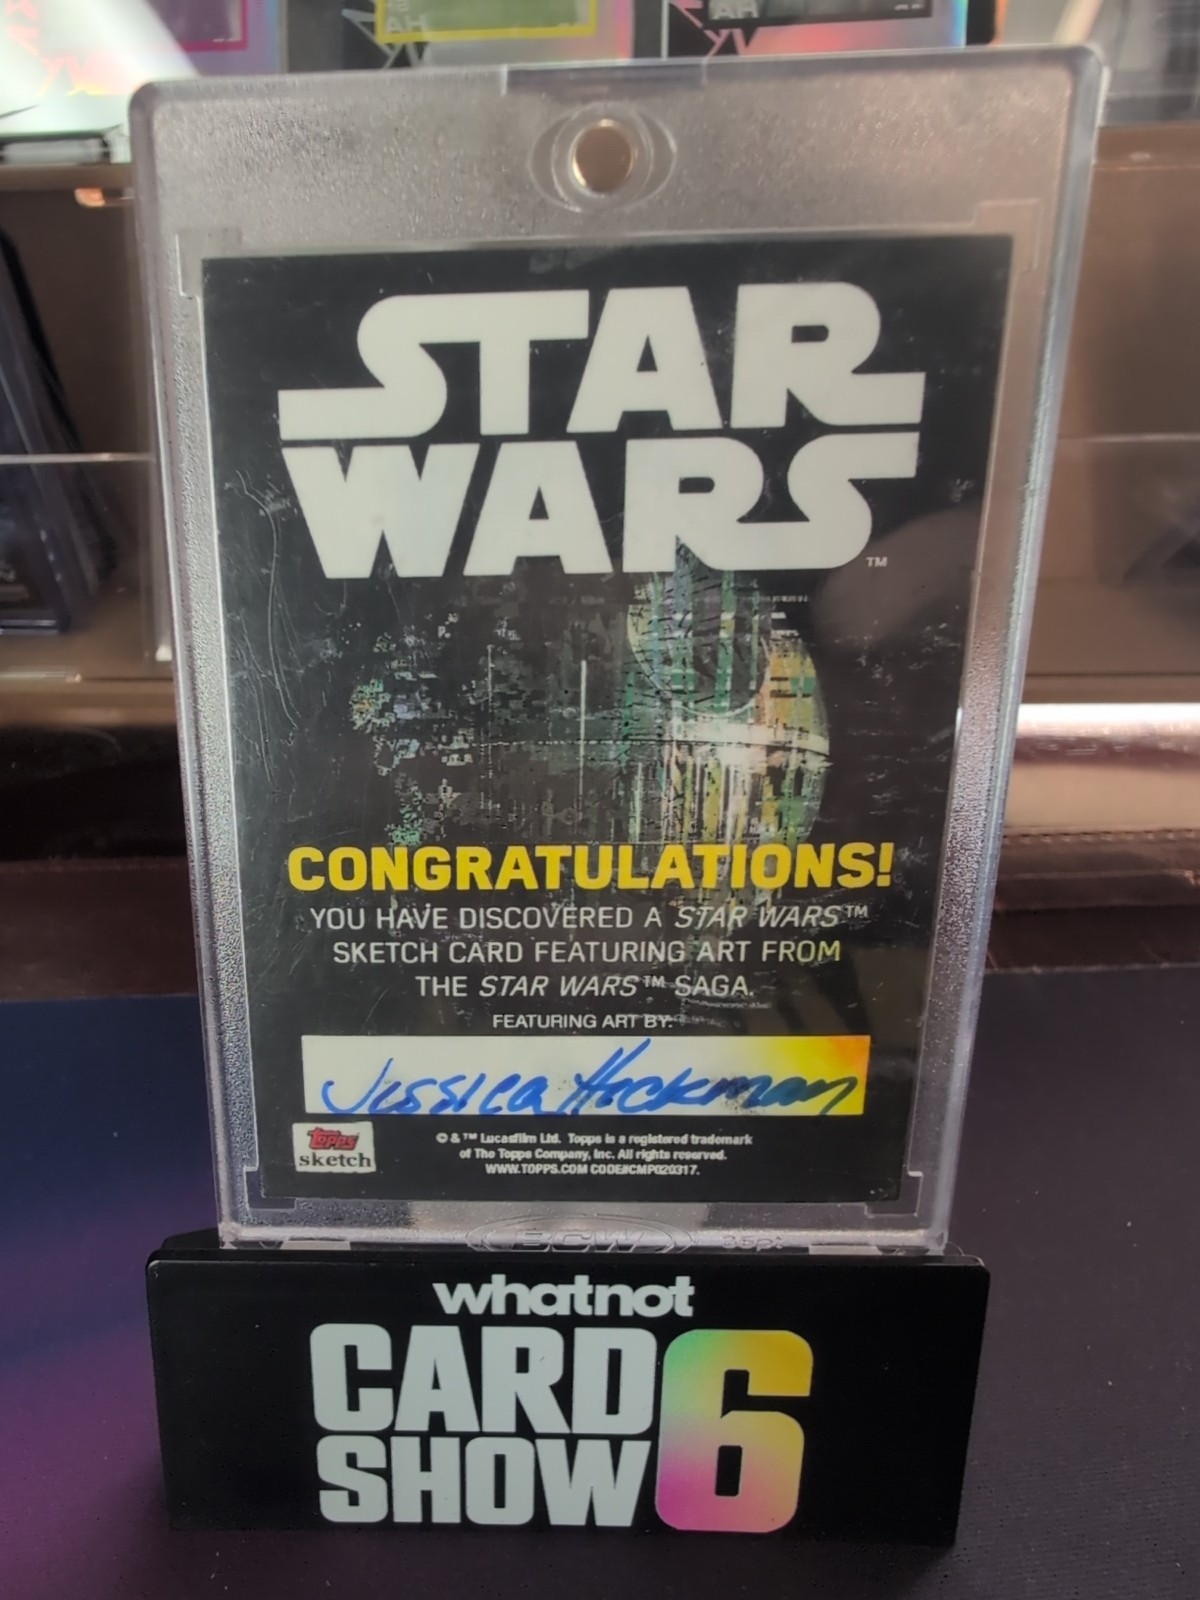 STAR
WARS
™
CONGRATULATIONS!
YOU HAVE DISCOVERED A STAR WARS™
SKETCH CARD FEATURING ART FROM
THE STAR WARS™ SAGA.
FEATURING ART BY:
Jessica Hickman
Topps
sketch
© & ™ Lucasfilm Ltd. Topps is a registered trademark
of The Topps Company, Inc. All rights reserved.
WWW.TOPPS.COM CODE#CMP020317.
BCW 35pt
whatnot
CARD
SHOW 6